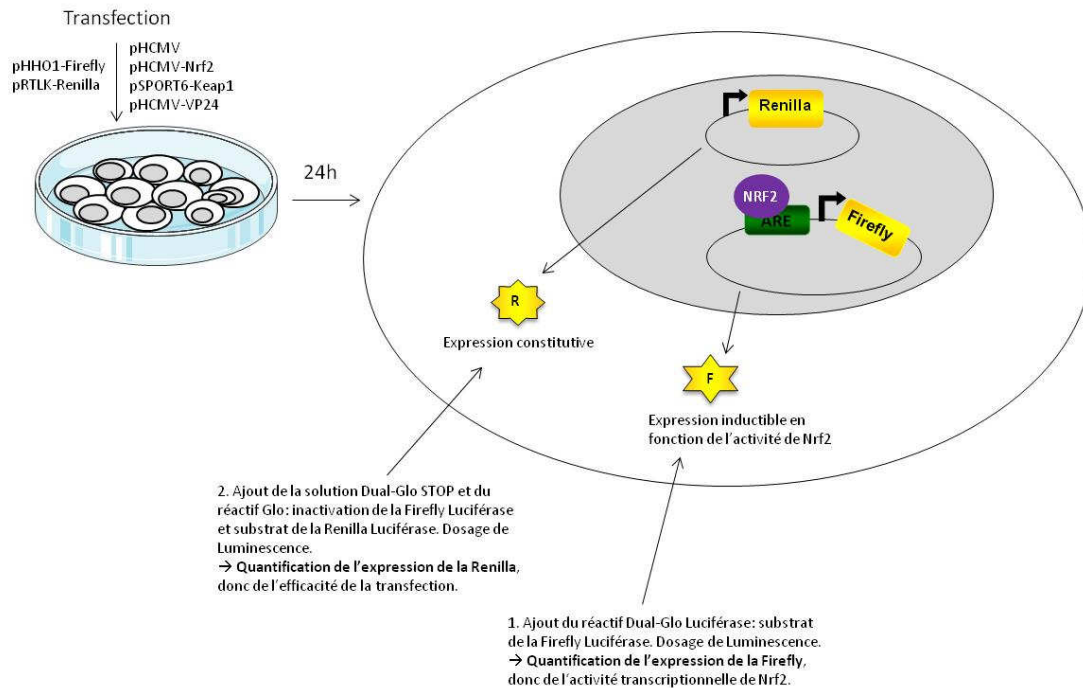 Transfection
pHHO1-Firefly
pRTLK-Renilla
pHCMV
pHCMV-Nrf2
pSPORT6-Keap1
pHCMV-VP24
24h
Renilla
NRF2
ARE
Firefly
R
Expression constitutive
F
Expression inductible en
fonction de l'activité de Nrf2
2. Ajout de la solution Dual-Glo STOP et du
réactif Glo: inactivation de la Firefly Luciférase
et substrat de la Renilla Luciférase. Dosage de
Luminescence.
→ Quantification de l'expression de la Renilla,
donc de l'efficacité de la transfection.
1. Ajout du réactif Dual-Glo Luciférase: substrat
de la Firefly Luciférase. Dosage de Luminescence.
→ Quantification de l'expression de la Firefly,
donc de l'activité transcriptionnelle de Nrf2.